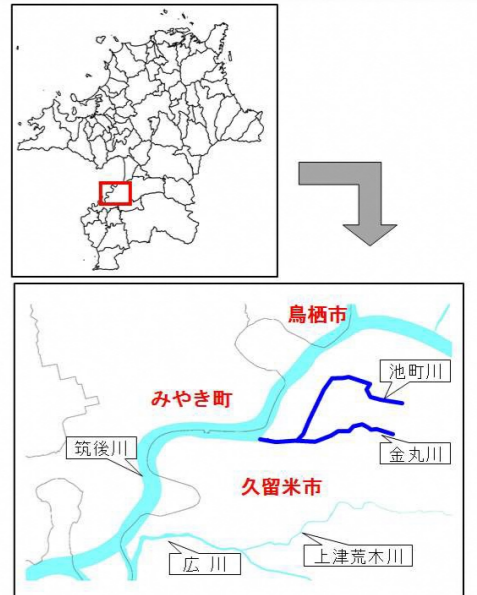 鳥栖市
池町川
みやき町
筑後川
金丸川
久留米市
広 川
上津荒木川